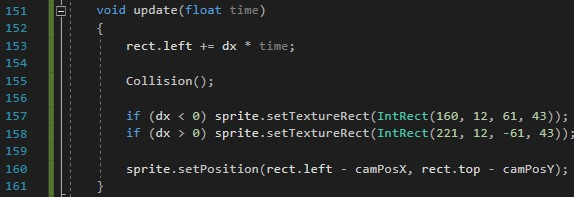 151 void update(float time)
152 {
153 rect.left += dx * time;
154
155 Collision();
156
157 if (dx < 0) sprite.setTextureRect(IntRect(160, 12, 61, 43));
158 if (dx > 0) sprite.setTextureRect(IntRect(221, 12, -61, 43));
159
160 sprite.setPosition(rect.left - camPosX, rect.top - camPosY);
161 }